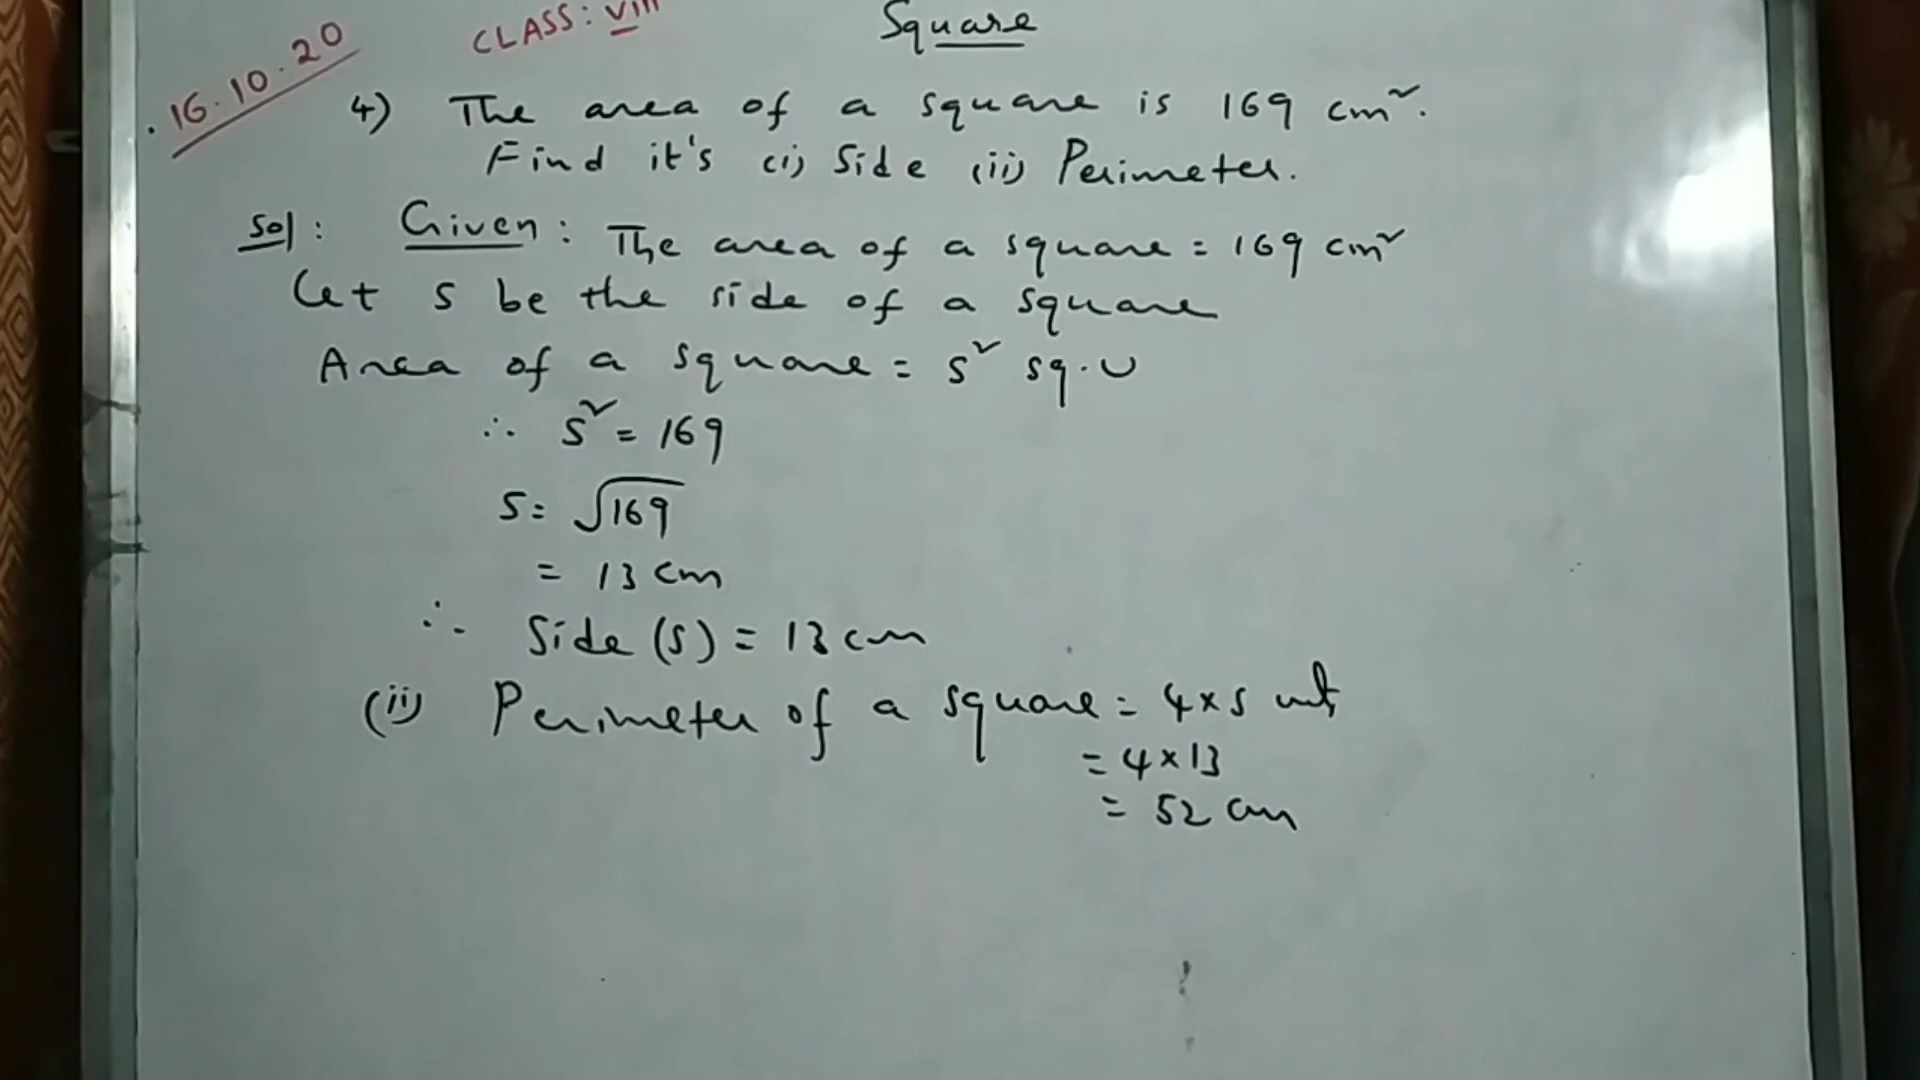 16.10.20
CLASS: VIII
Square
4) The area of a square is 169 cm².
Find it's (i) Side (ii) Perimeter.
Sol: Given: The area of a square = 169 cm²
Let s be the side of a square
Area of a square = s² sq.u
∴ s² = 169
s = √169
= 13 cm
∴ Side (s) = 13 cm
(ii) Perimeter of a square = 4 × s units
= 4 × 13
= 52 cm